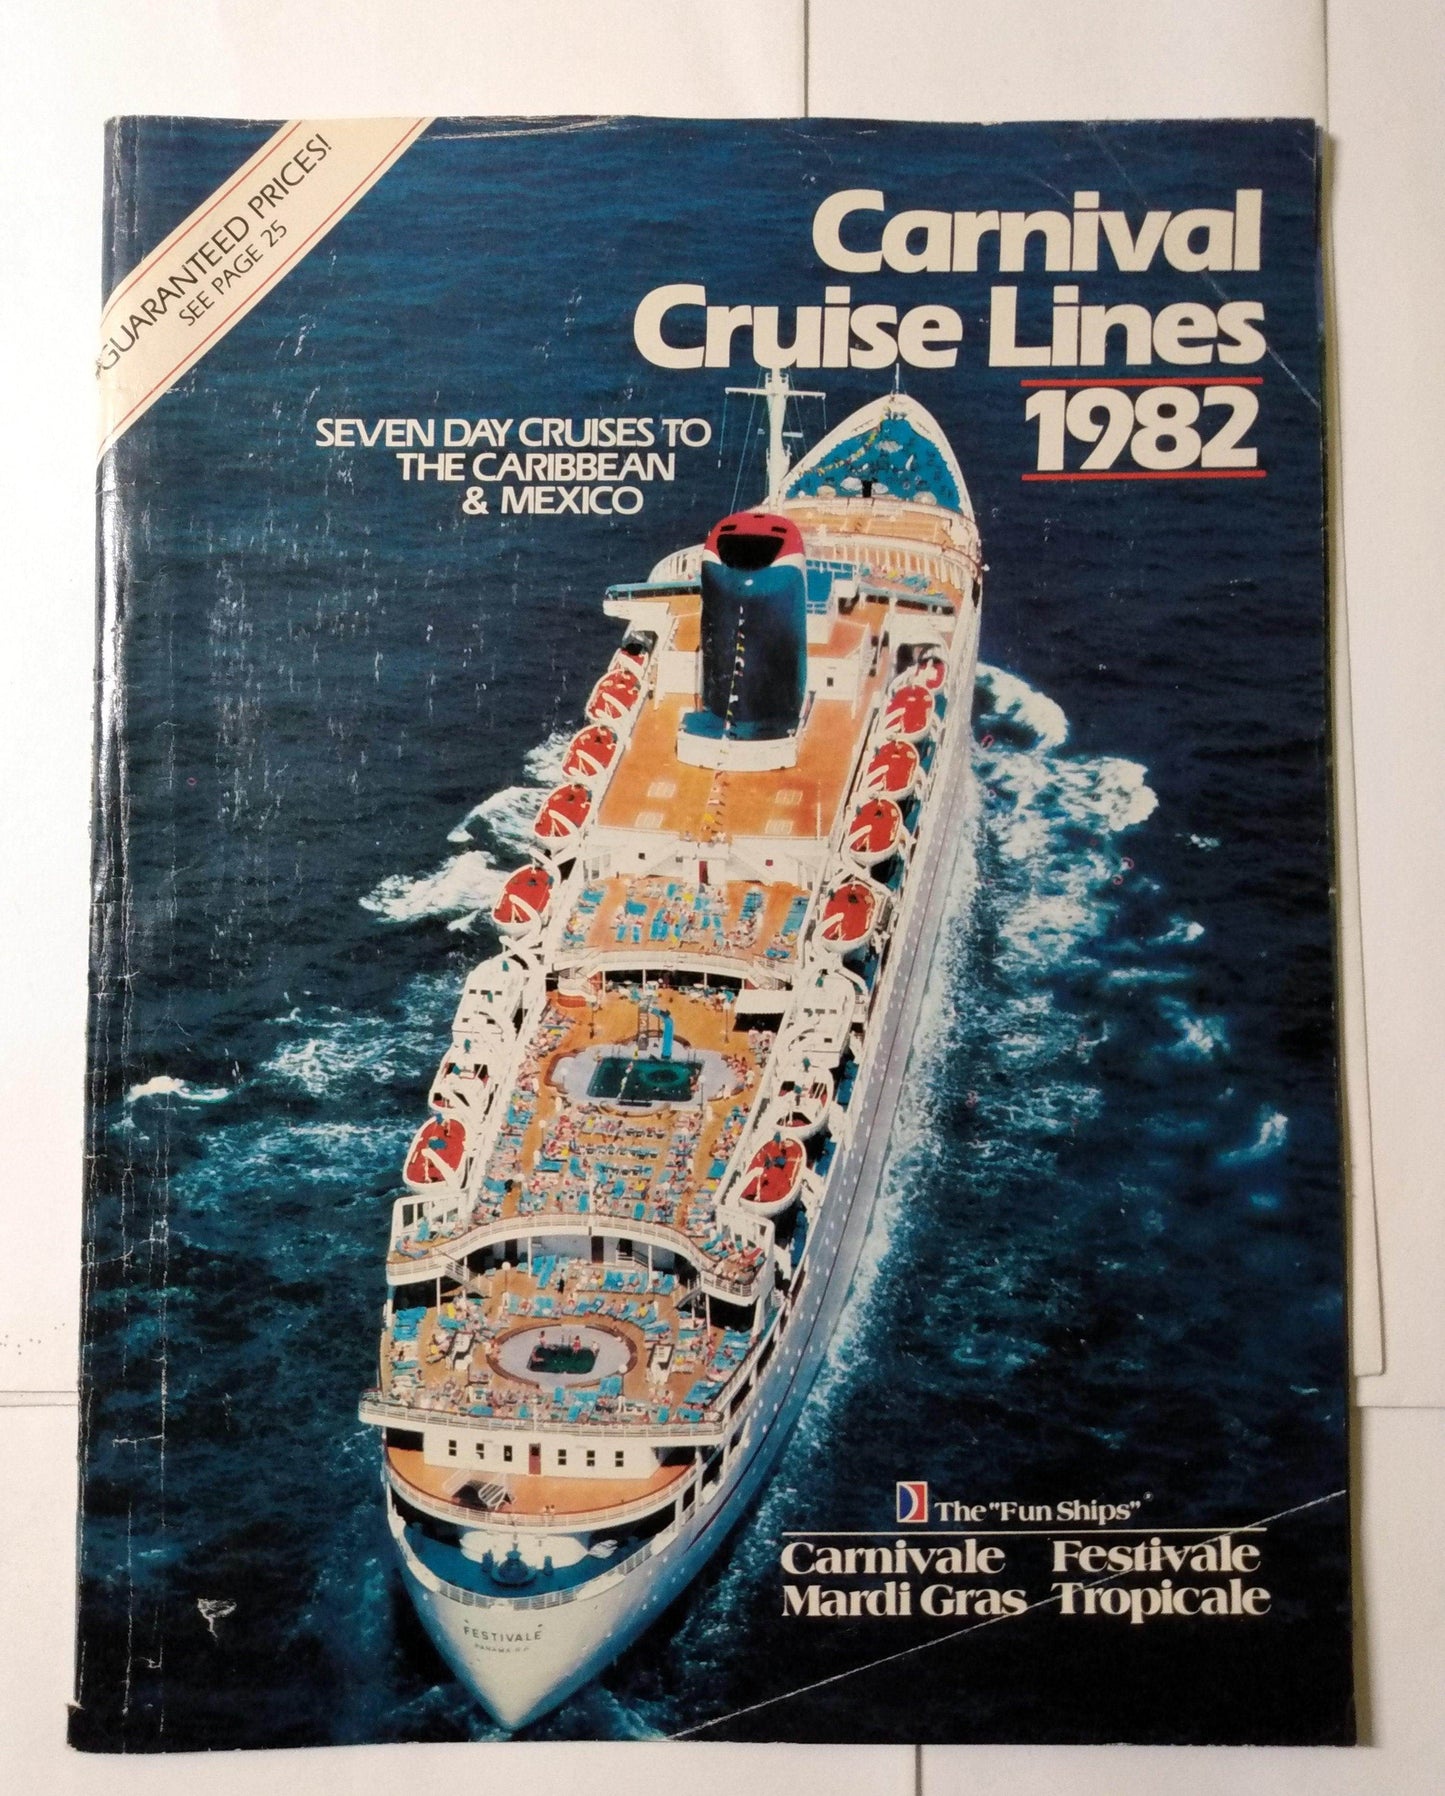 GUARANTEED PRICES!
SEE PAGE 25
Carnival
Cruise Lines
1982
SEVEN DAY CRUISES TO
THE CARIBBEAN
& MEXICO
The "Fun Ships"®
Carnivale Festivale
Mardi Gras Tropicale
FESTIVALE
PANAMA R.P.